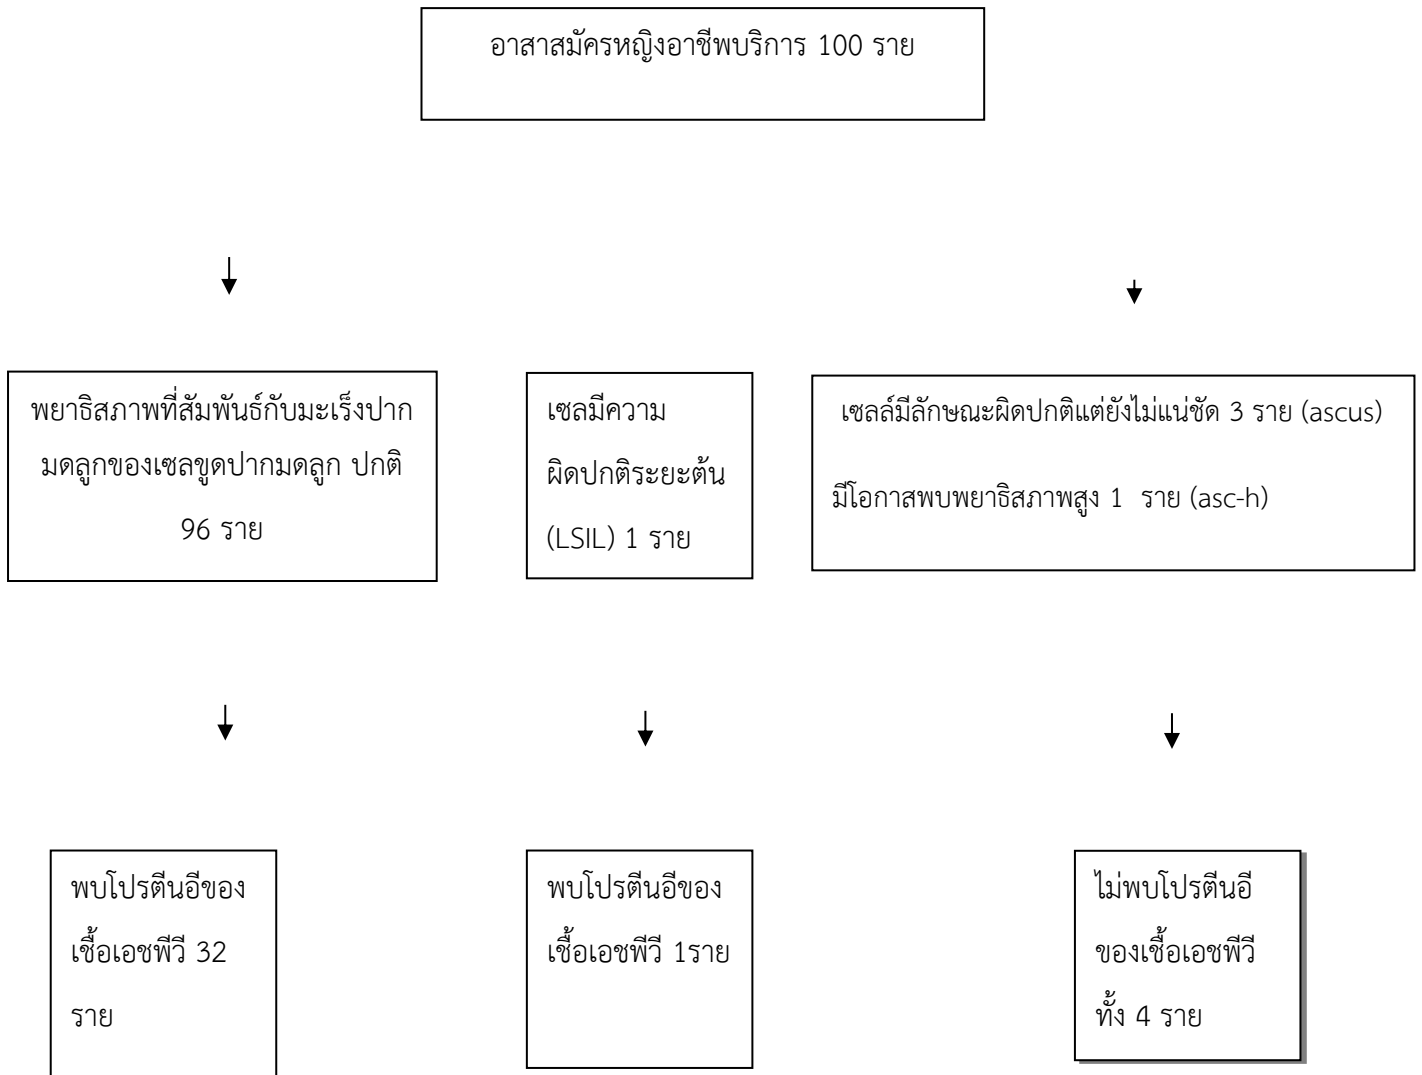 อาสาสมัครหญิงอาชีพบริการ 100 ราย
พยาธิสภาพที่สัมพันธ์กับมะเร็งปาก
มดลูกของเซลขูดปากมดลูก ปกติ
96 ราย
เซลมีความ
ผิดปกติระยะต้น
(LSIL) 1 ราย
เซลล์มีลักษณะผิดปกติแต่ยังไม่แน่ชัด 3 ราย (ascus)
มีโอกาสพบพยาธิสภาพสูง 1 ราย (asc-h)
พบโปรตีนอีของ
เชื้อเอชพีวี 32
ราย
พบโปรตีนอีของ
เชื้อเอชพีวี 1ราย
ไม่พบโปรตีนอี
ของเชื้อเอชพีวี
ทั้ง 4 ราย